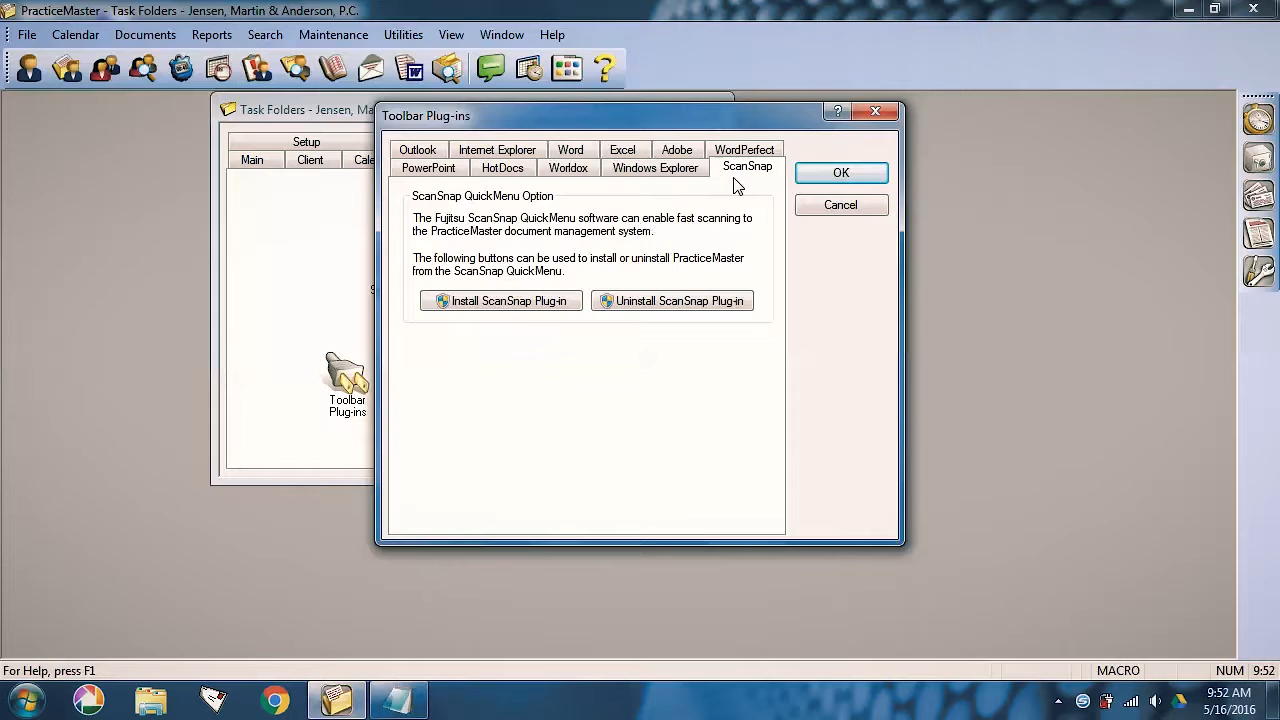 PracticeMaster - Task Folders - Jensen, Martin & Anderson, P.C.
File Calendar Documents Reports Search Maintenance Utilities View Window Help
Task Folders - Jensen, Ma
Setup
Main Client Cale
Toolbar
Plug-ins
Toolbar Plug-ins
Outlook Internet Explorer Word Excel Adobe WordPerfect
PowerPoint HotDocs Worldox Windows Explorer ScanSnap
ScanSnap QuickMenu Option
The Fujitsu ScanSnap QuickMenu software can enable fast scanning to
the PracticeMaster document management system.
The following buttons can be used to install or uninstall PracticeMaster
from the ScanSnap QuickMenu.
Install ScanSnap Plug-in Uninstall ScanSnap Plug-in
OK
Cancel
For Help, press F1
MACRO NUM 9:52
9:52 AM
5/16/2016